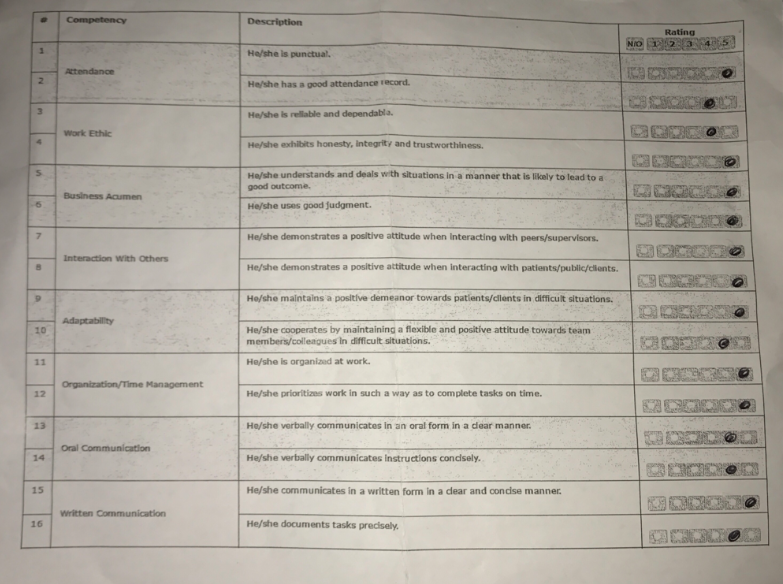 # Competency Description Rating
N/O 1 2 3 4 5
1 Attendance He/she is punctual.
2 He/she has a good attendance record.
3 Work Ethic He/she is reliable and dependable.
4 He/she exhibits honesty, integrity and trustworthiness.
5 Business Acumen He/she understands and deals with situations in a manner that is likely to lead to a
good outcome.
6 He/she uses good judgment.
7 Interaction With Others He/she demonstrates a positive attitude when interacting with peers/supervisors.
8 He/she demonstrates a positive attitude when interacting with patients/public/clients.
9 Adaptability He/she maintains a positive demeanor towards patients/clients in difficult situations.
10 He/she cooperates by maintaining a flexible and positive attitude towards team
members/colleagues in difficult situations.
11 Organization/Time Management He/she is organized at work.
12 He/she prioritizes work in such a way as to complete tasks on time.
13 Oral Communication He/she verbally communicates in an oral form in a clear manner.
14 He/she verbally communicates instructions concisely.
15 Written Communication He/she communicates in a written form in a clear and concise manner.
16 He/she documents tasks precisely.